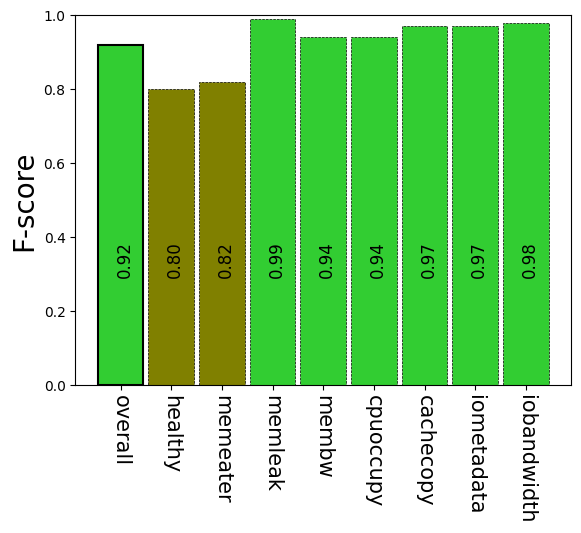 F-score
1.0
0.8
0.6
0.4
0.2
0.0
0.92
0.80
0.82
0.99
0.94
0.94
0.97
0.97
0.98
overall
healthy
memeater
memleak
membw
cpuoccupy
cachecopy
iometadata
iobandwidth